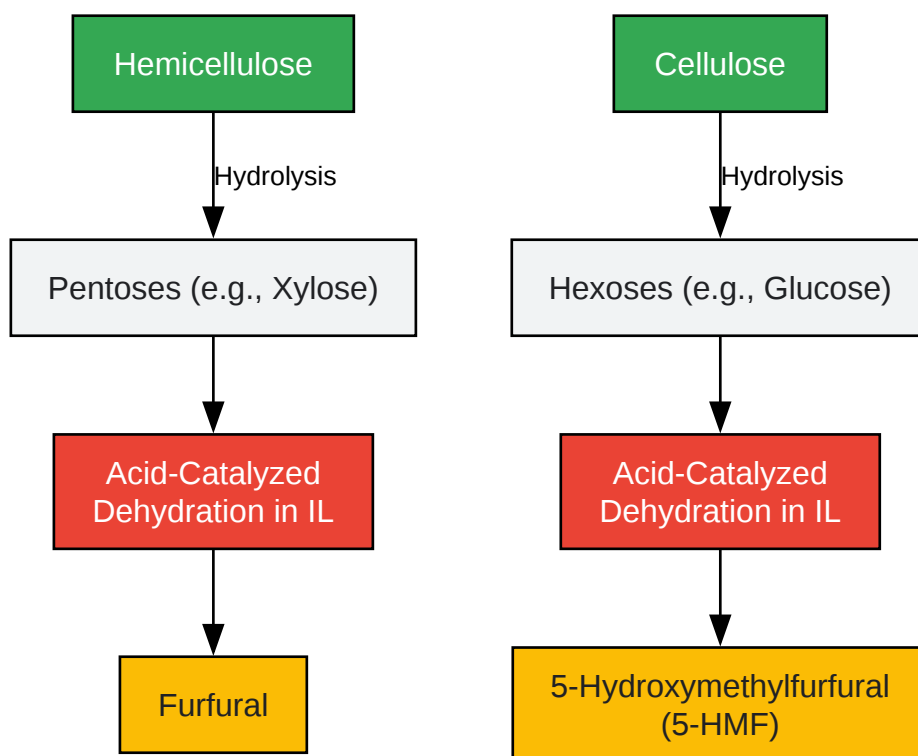 Hemicellulose
Hydrolysis
Pentoses (e.g., Xylose)
Acid-Catalyzed
Dehydration in IL
Furfural
Cellulose
Hydrolysis
Hexoses (e.g., Glucose)
Acid-Catalyzed
Dehydration in IL
5-Hydroxymethylfurfural
(5-HMF)